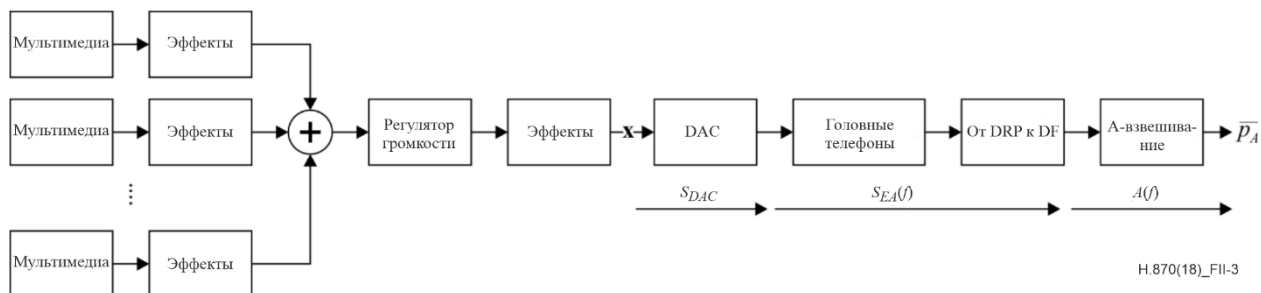 Мультимедиа
Эффекты
Мультимедиа
Эффекты
+
Регулятор
громкости
Эффекты
x
DAC
Головные
телефоны
От DRP к DF
А-взвешива-
ние
p_A
S_DAC
S_EA(f)
A(f)
Мультимедиа
Эффекты
H.870(18)_FII-3